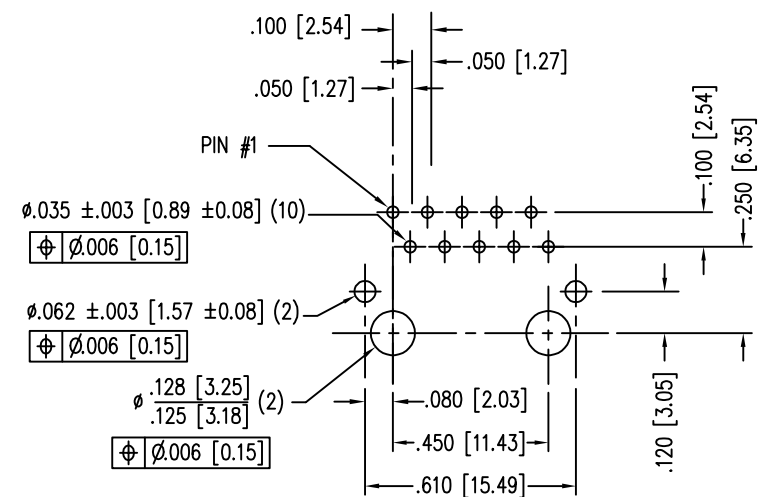 .100 [2.54]
.050 [1.27]
.050 [1.27]
PIN #1
.100 [2.54]
.250 [6.35]
ø.035 ±.003 [0.89 ±0.08] (10)
⌖ Ø.006 [0.15]
ø.062 ±.003 [1.57 ±0.08] (2)
⌖ Ø.006 [0.15]
ø .128 [3.25]
.125 [3.18] (2)
⌖ Ø.006 [0.15]
.080 [2.03]
.450 [11.43]
.610 [15.49]
.120 [3.05]